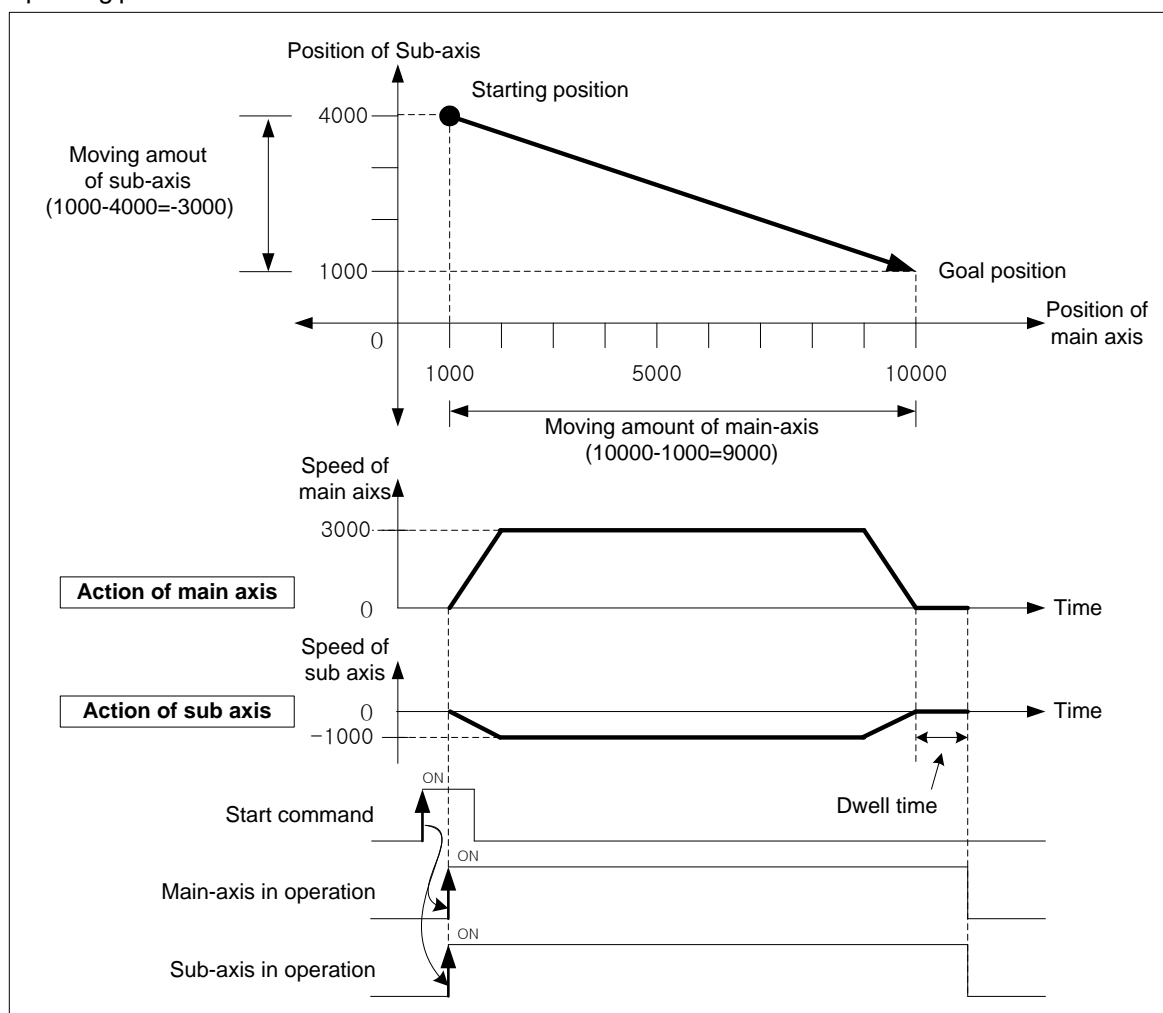 Position of Sub-axis
Starting position
4000
Moving amout
of sub-axis
(1000-4000=-3000)
1000
Goal position
Position of
main axis
0
1000
5000
10000
Moving amount of main-axis
(10000-1000=9000)
Speed of
main aixs
3000
Action of main axis
0
Time
Speed of
sub axis
0
Action of sub axis
Time
-1000
Dwell time
ON
Start command
ON
Main-axis in operation
ON
Sub-axis in operation